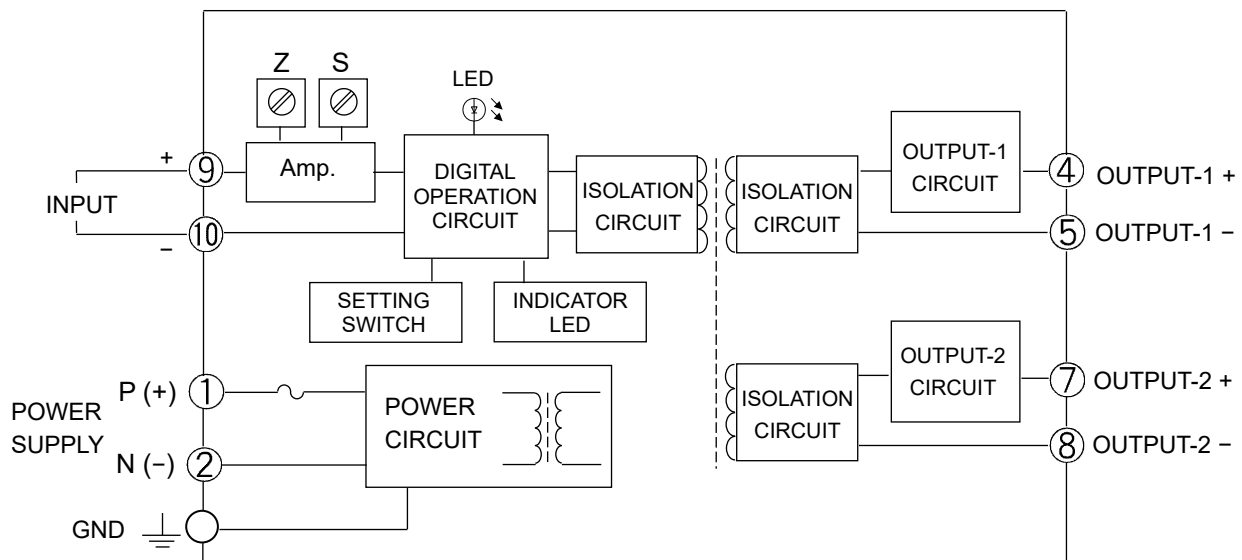 Z
S
LED
+
9
Amp.
DIGITAL
OPERATION
CIRCUIT
ISOLATION
CIRCUIT
ISOLATION
CIRCUIT
OUTPUT-1
CIRCUIT
4
OUTPUT-1 +
INPUT
10
−
5
OUTPUT-1 −
SETTING
SWITCH
INDICATOR
LED
POWER
SUPPLY
P (+)
1
POWER
CIRCUIT
N (−)
2
ISOLATION
CIRCUIT
OUTPUT-2
CIRCUIT
7
OUTPUT-2 +
8
OUTPUT-2 −
GND